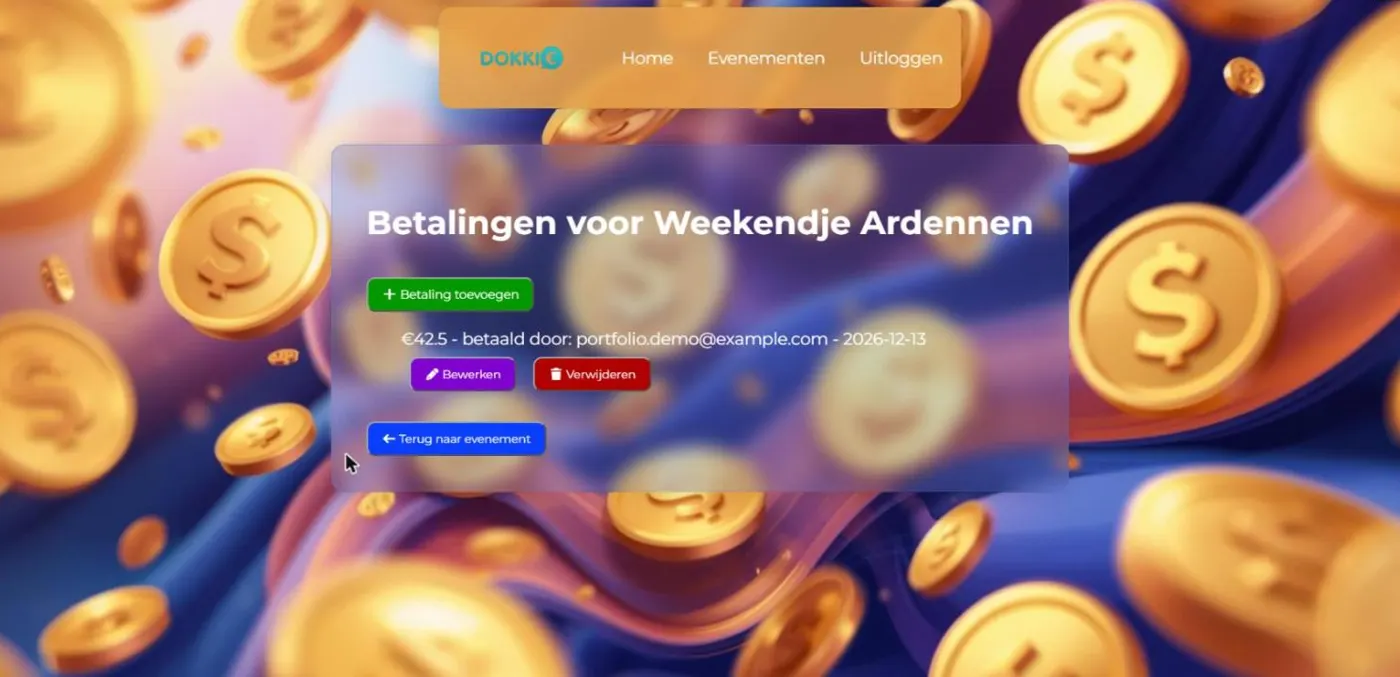 DOKKI€
Home
Evenementen
Uitloggen
Betalingen voor Weekendje Ardennen
+ Betaling toevoegen
€42.5 - betaald door: portfolio.demo@example.com - 2026-12-13
Bewerken
Verwijderen
← Terug naar evenement